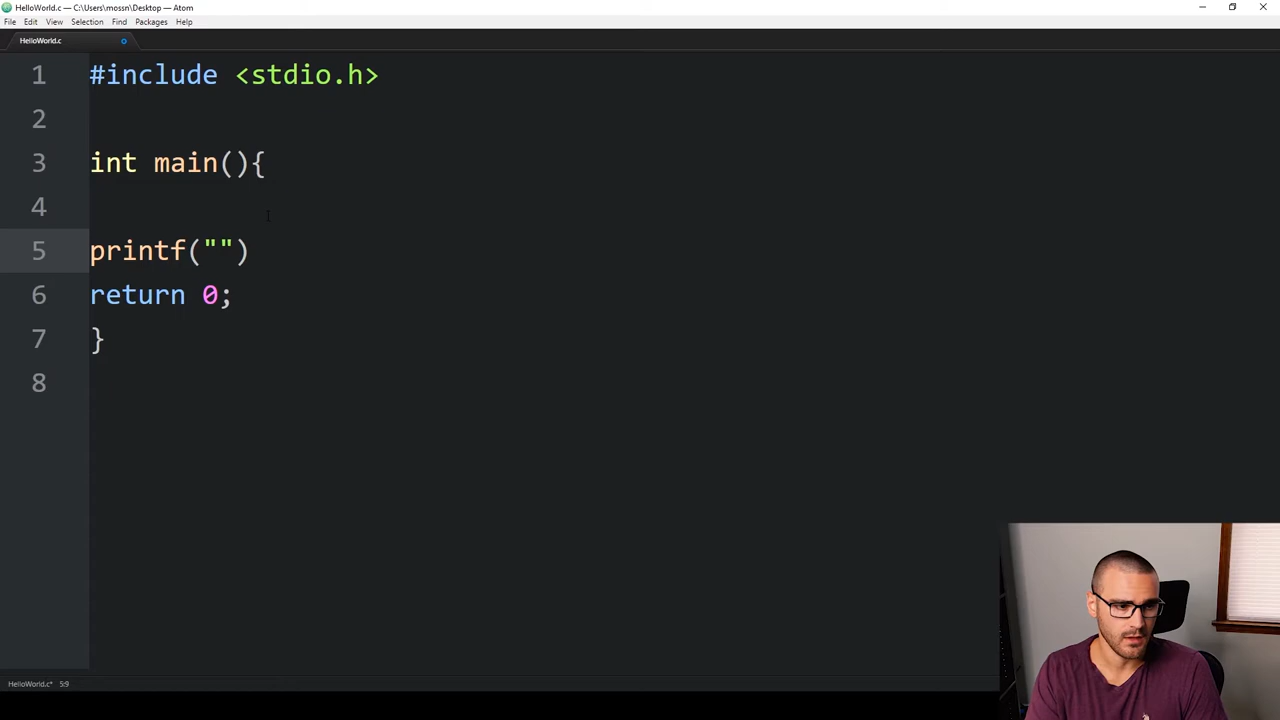 HelloWorld.c — C:\Users\mossn\Desktop — Atom
File Edit View Selection Find Packages Help
HelloWorld.c
1 #include <stdio.h>
2
3 int main(){
4
5 printf("")
6 return 0;
7 }
8
HelloWorld.c* 5:9